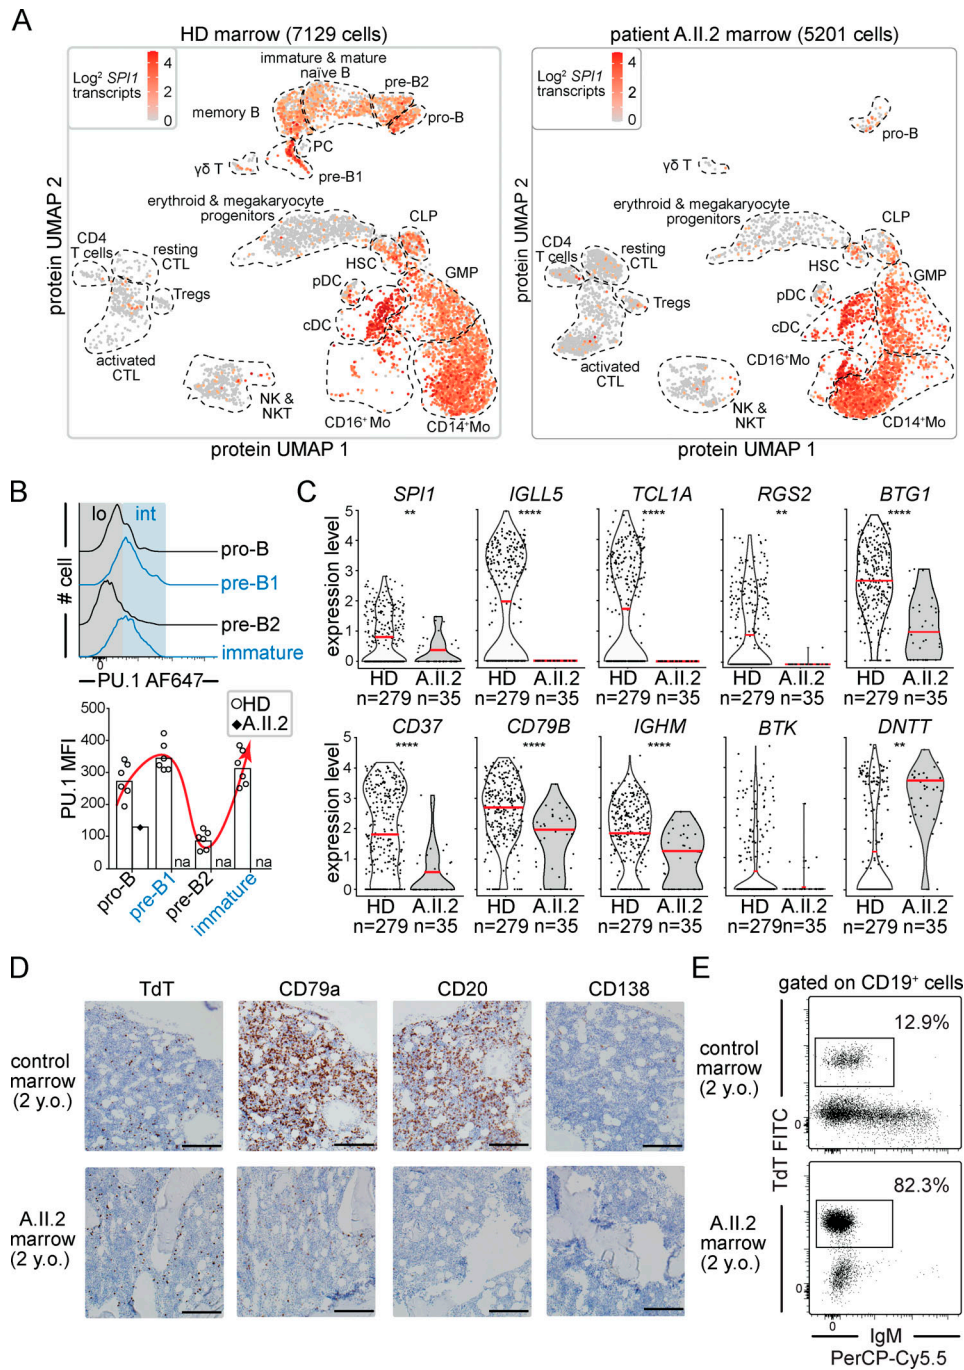 A
HD marrow (7129 cells)
Log² SPI1
transcripts
4
2
0
immature & mature
naïve B
pre-B2
memory B
pro-B
PC
γδ T
pre-B1
erythroid & megakaryocyte
progenitors
CLP
CD4
T cells
resting
CTL
HSC
GMP
pDC
Tregs
cDC
activated
CTL
NK &
NKT
CD16⁺Mo
CD14⁺Mo
protein UMAP 2
protein UMAP 1
patient A.II.2 marrow (5201 cells)
Log² SPI1
transcripts
4
2
0
pro-B
γδ T
erythroid & megakaryocyte
progenitors
CLP
CD4
T cells
resting
CTL
HSC
GMP
pDC
Tregs
cDC
CD16⁺Mo
activated
CTL
NK &
NKT
CD14⁺Mo
protein UMAP 2
protein UMAP 1
B
lo
int
pro-B
pre-B1
pre-B2
immature
# cell
0
PU.1 AF647
500
400
300
200
100
0
PU.1 MFI
HD
A.II.2
na
na
na
pro-B
pre-B1
pre-B2
immature
C
SPI1
IGLL5
TCL1A
RGS2
BTG1
**
****
****
**
****
expression level
5
4
3
2
1
0
HD A.II.2
n=279 n=35
HD A.II.2
n=279 n=35
HD A.II.2
n=279 n=35
HD A.II.2
n=279 n=35
HD A.II.2
n=279 n=35
CD37
CD79B
IGHM
BTK
DNTT
****
****
****
**
expression level
5
4
3
2
1
0
HD A.II.2
n=279 n=35
HD A.II.2
n=279 n=35
HD A.II.2
n=279 n=35
HD A.II.2
n=279n=35
HD A.II.2
n=279 n=35
D
TdT
CD79a
CD20
CD138
control
marrow
(2 y.o.)
A.II.2
marrow
(2 y.o.)
E
gated on CD19⁺ cells
12.9%
control
marrow
(2 y.o.)
0
TdT FITC
82.3%
A.II.2
marrow
(2 y.o.)
0
0
IgM
PerCP-Cy5.5